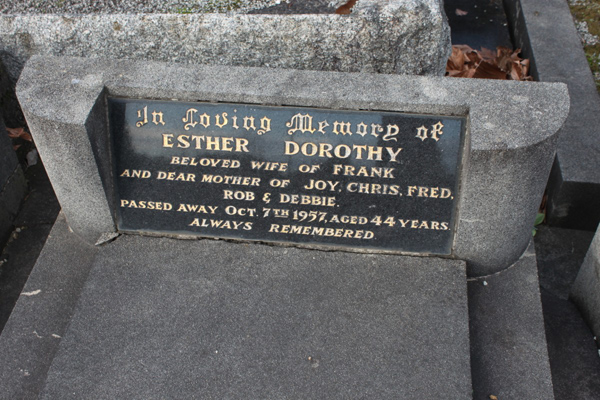 In Loving Memory of
ESTHER DOROTHY
BELOVED WIFE OF FRANK
AND DEAR MOTHER OF JOY, CHRIS, FRED,
ROB & DEBBIE.
PASSED AWAY OCT. 7TH 1957, AGED 44 YEARS.
ALWAYS REMEMBERED.